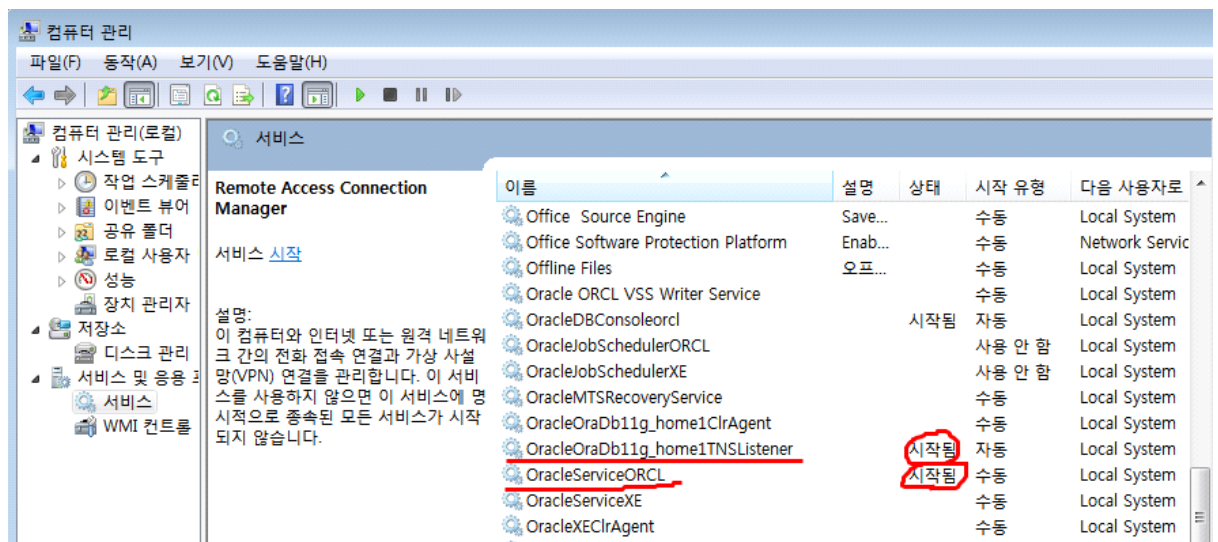 컴퓨터 관리
파일(F) 동작(A) 보기(V) 도움말(H)
컴퓨터 관리(로컬)
시스템 도구
작업 스케줄러
이벤트 뷰어
공유 폴더
로컬 사용자
성능
장치 관리자
저장소
디스크 관리
서비스 및 응용
서비스
WMI 컨트롤
서비스
Remote Access Connection
Manager
서비스 시작
설명:
이 컴퓨터와 인터넷 또는 원격 네트워
크 간의 전화 접속 연결과 가상 사설
망(VPN) 연결을 관리합니다. 이 서비
스를 사용하지 않으면 이 서비스에 명
시적으로 종속된 모든 서비스가 시작
되지 않습니다.
이름 설명 상태 시작 유형 다음 사용자로
Office Source Engine Save... 수동 Local System
Office Software Protection Platform Enab... 수동 Network Servic
Offline Files 오프... 수동 Local System
Oracle ORCL VSS Writer Service 수동 Local System
OracleDBConsoleorcl 시작됨 자동 Local System
OracleJobSchedulerORCL 사용 안 함 Local System
OracleJobSchedulerXE 사용 안 함 Local System
OracleMTSRecoveryService 수동 Local System
OracleOraDb11g_home1ClrAgent 수동 Local System
OracleOraDb11g_home1TNSListener 시작됨 자동 Local System
OracleServiceORCL 시작됨 수동 Local System
OracleServiceXE 수동 Local System
OracleXEClrAgent 수동 Local System